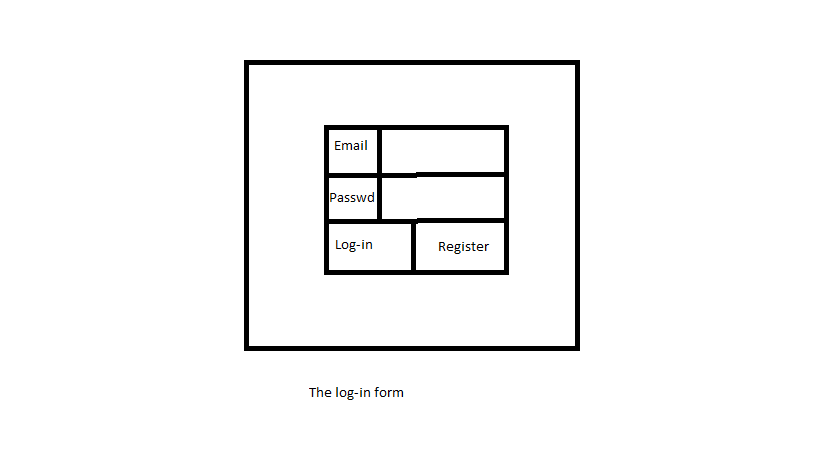 Email
Passwd
Log-in Register
The log-in form